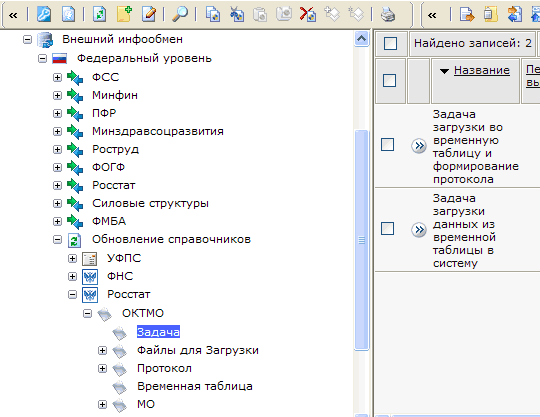 Внешний инфообмен
Федеральный уровень
ФСС
Минфин
ПФР
Минздравсоцразвития
Роструд
ФОГФ
Росстат
Силовые структуры
ФМБА
Обновление справочников
УФПС
ФНС
Росстат
ОКТМО
Задача
Файлы для Загрузки
Протокол
Временная таблица
МО
Найдено записей: 2
Название
Пе
вы
Задача
загрузки во
временную
таблицу и
формирование
протокола
Задача
загрузки
данных из
временной
таблицы в
систему